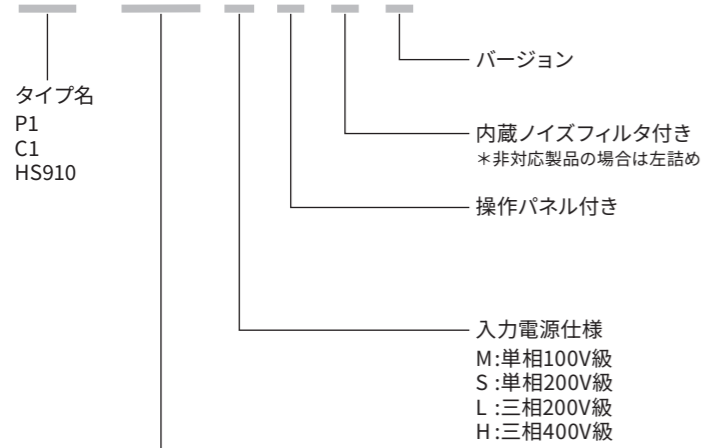 バージョン
タイプ名
P1
C1
HS910
内蔵ノイズフィルタ付き
＊非対応製品の場合は左詰め
操作パネル付き
入力電源仕様
M:単相100V級
S:単相200V級
L:三相200V級
H:三相400V級